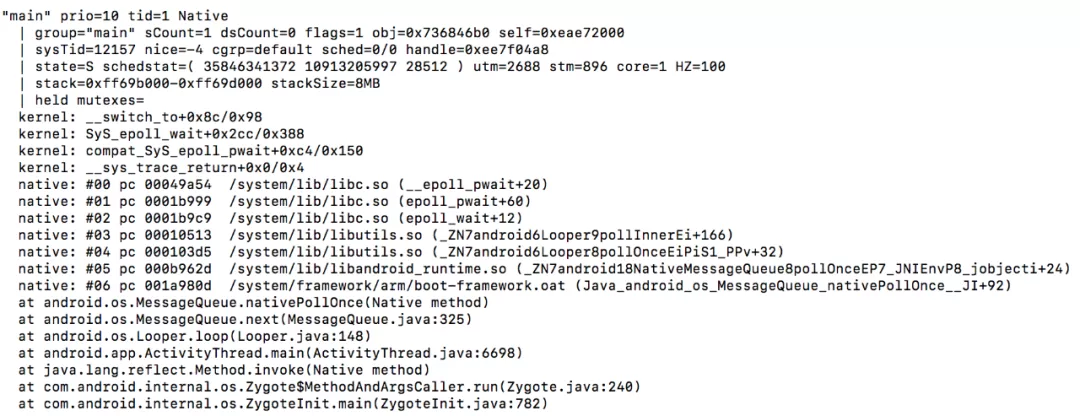 "main" prio=10 tid=1 Native
  | group="main" sCount=1 dsCount=0 flags=1 obj=0x736846b0 self=0xeae72000
  | sysTid=12157 nice=-4 cgrp=default sched=0/0 handle=0xee7f04a8
  | state=S schedstat=( 35846341372 10913205997 28512 ) utm=2688 stm=896 core=1 HZ=100
  | stack=0xff69b000-0xff69d000 stackSize=8MB
  | held mutexes=
  kernel: __switch_to+0x8c/0x98
  kernel: SyS_epoll_wait+0x2cc/0x388
  kernel: compat_SyS_epoll_pwait+0xc4/0x150
  kernel: __sys_trace_return+0x0/0x4
  native: #00 pc 00049a54  /system/lib/libc.so (__epoll_pwait+20)
  native: #01 pc 0001b999  /system/lib/libc.so (epoll_pwait+60)
  native: #02 pc 0001b9c9  /system/lib/libc.so (epoll_wait+12)
  native: #03 pc 00010513  /system/lib/libutils.so (_ZN7android6Looper9pollInnerEi+166)
  native: #04 pc 000103d5  /system/lib/libutils.so (_ZN7android6Looper8pollOnceEiPiS1_PPv+32)
  native: #05 pc 000b962d  /system/lib/libandroid_runtime.so (_ZN7android18NativeMessageQueue8pollOnceEP7_JNIEnvP8_jobjecti+24)
  native: #06 pc 001a980d  /system/framework/arm/boot-framework.oat (Java_android_os_MessageQueue_nativePollOnce__JI+92)
  at android.os.MessageQueue.nativePollOnce(Native method)
  at android.os.MessageQueue.next(MessageQueue.java:325)
  at android.os.Looper.loop(Looper.java:148)
  at android.app.ActivityThread.main(ActivityThread.java:6698)
  at java.lang.reflect.Method.invoke(Native method)
  at com.android.internal.os.Zygote$MethodAndArgsCaller.run(Zygote.java:240)
  at com.android.internal.os.ZygoteInit.main(ZygoteInit.java:782)